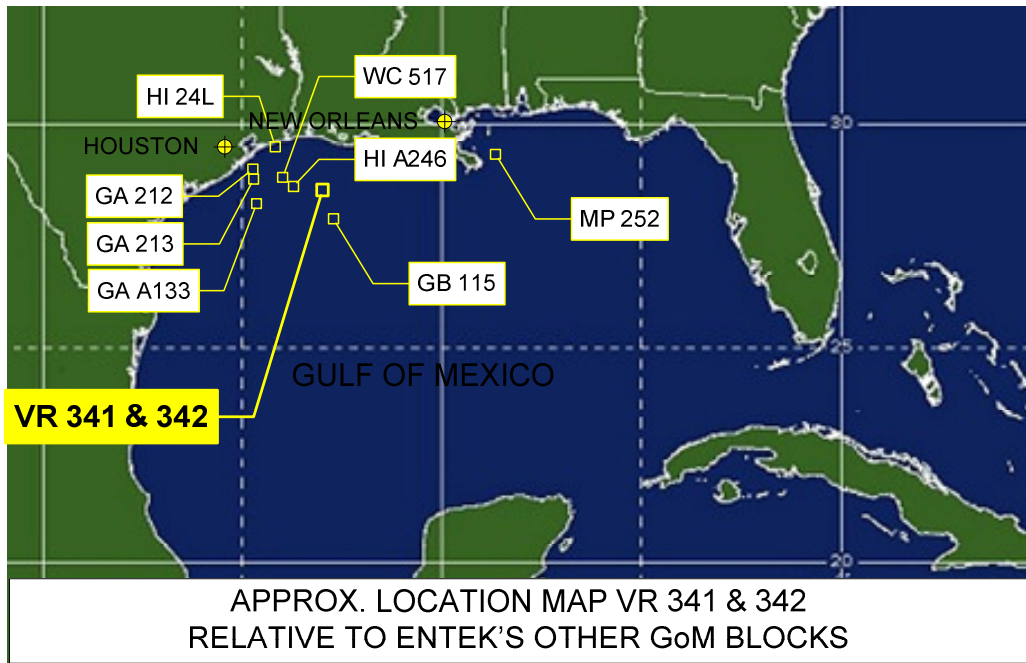 WC 517
HI 24L
NEW ORLEANS
30
HOUSTON
HI A246
GA 212
MP 252
GA 213
GA A133
GB 115
25
GULF OF MEXICO
VR 341 & 342
20
APPROX. LOCATION MAP VR 341 & 342
RELATIVE TO ENTEK'S OTHER GoM BLOCKS